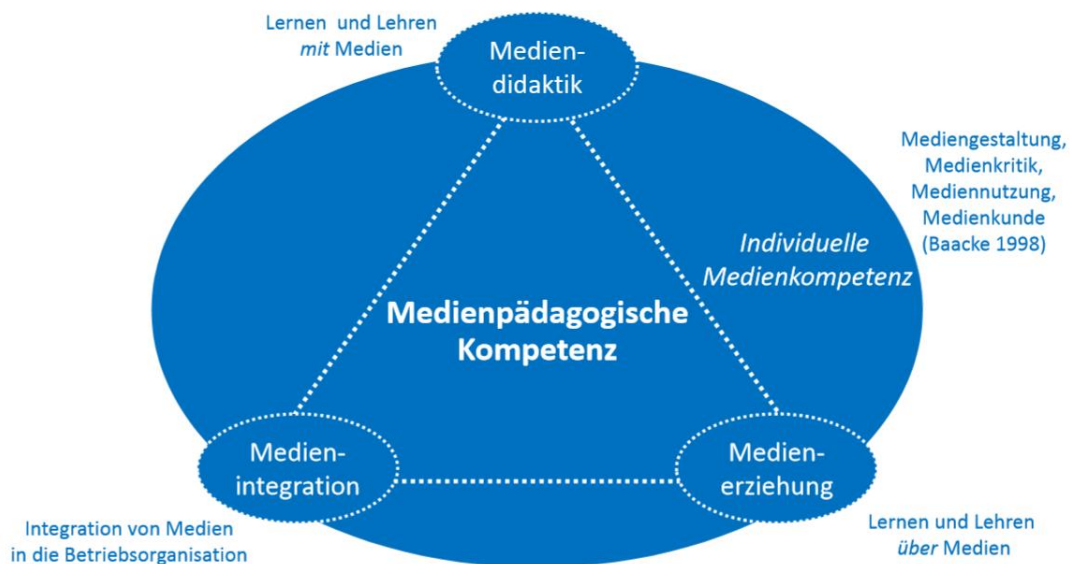 Lernen und Lehren
mit Medien
Medien-
didaktik
Mediengestaltung,
Medienkritik,
Mediennutzung,
Medienkunde
(Baacke 1998)
Individuelle
Medienkompetenz
Medienpädagogische
Kompetenz
Medien-
integration
Medien-
erziehung
Integration von Medien
in die Betriebsorganisation
Lernen und Lehren
über Medien